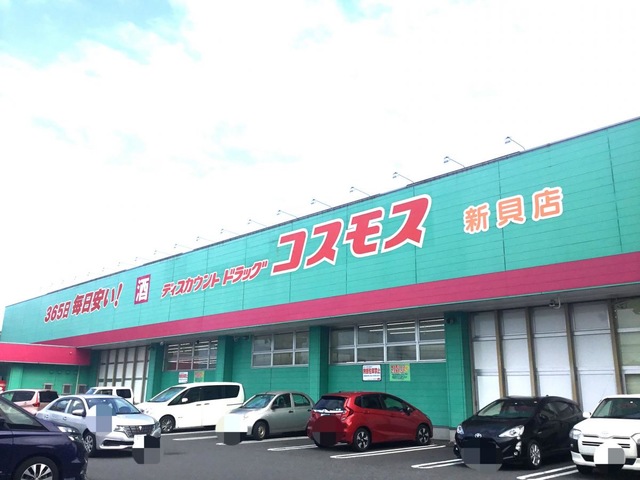 365日 毎日安い!
酒
ディスカウント ドラッグ
コスモス
新貝店